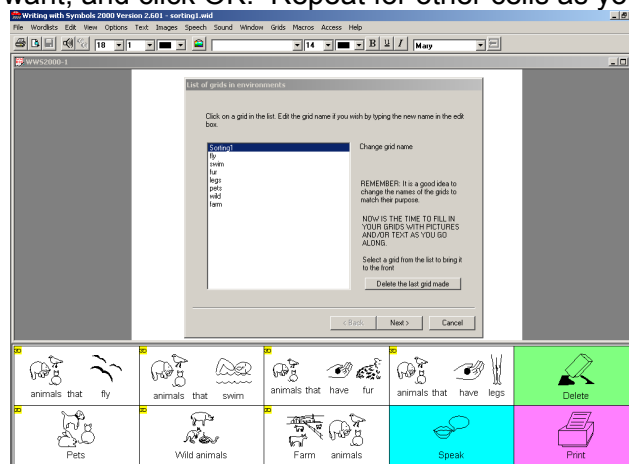 want, and click OK.  Repeat for other cells as yo
Writing with Symbols 2000 Version 2.601 - sorting1.wid
File Wordlists Edit View Options Text Images Speech Sound Window Grids Macros Access Help
18 1 14 B U I Mary
WWS2000-1
List of grids in environments
Click on a grid in the list. Edit the grid name if you wish by typing the new name in the edit
box.
Sorting1
fly
swim
fur
legs
pets
wild
farm
Change grid name
REMEMBER: It is a good idea to
change the names of the grids to
match their purpose.
NOW IS THE TIME TO FILL IN
YOUR GRIDS WITH PICTURES
AND/OR TEXT AS YOU GO
ALONG.
Select a grid from the list to bring it
to the front
Delete the last grid made
< Back Next > Cancel
animals that fly
animals that swim
animals that have fur
animals that have legs
Delete
Pets
Wild animals
Farm animals
Speak
Print